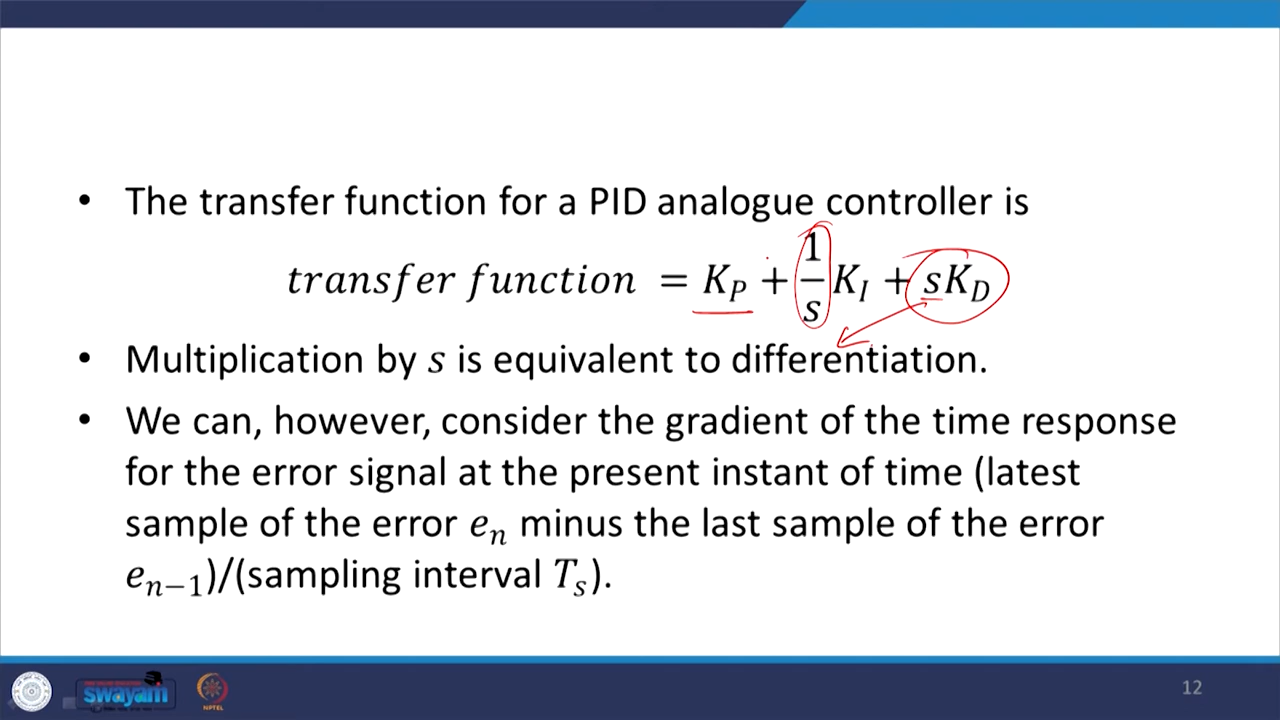 • The transfer function for a PID analogue controller is
transfer function = K_P + 1/s K_I + sK_D
• Multiplication by s is equivalent to differentiation.
• We can, however, consider the gradient of the time response
for the error signal at the present instant of time (latest
sample of the error e_n minus the last sample of the error
e_{n−1})/(sampling interval T_s).
swayam
NPTEL
12